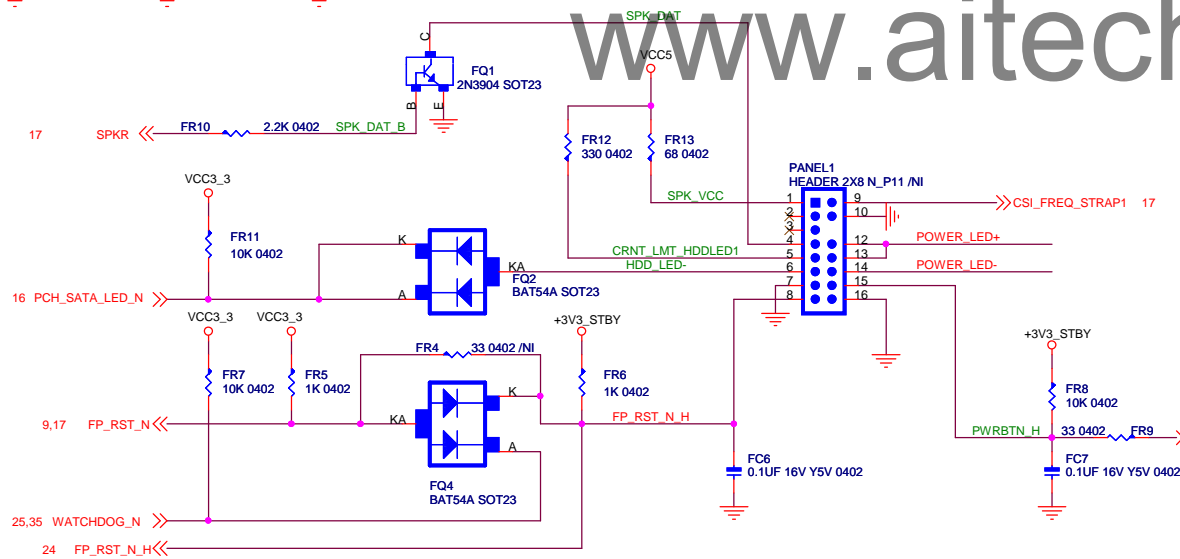 www.aitech
SPK_DAT
C
VCC5
FQ1
2N3904 SOT23
B
E
17 SPKR
FR10
2.2K 0402
SPK_DAT_B
FR12
330 0402
FR13
68 0402
PANEL1
HEADER 2X8 N_P11 /NI
VCC3_3
SPK_VCC
1
9
CSI_FREQ_STRAP1 17
2
10
3
4
12
POWER_LED+
FR11
10K 0402
K
CRNT_LMT_HDDLED1
5
13
KA
HDD_LED-
6
14
POWER_LED-
FQ2
BAT54A SOT23
7
15
16 PCH_SATA_LED_N
A
8
16
VCC3_3
VCC3_3
+3V3_STBY
+3V3_STBY
FR4
33 0402 /NI
FR7
10K 0402
FR5
1K 0402
FR6
1K 0402
K
FR8
10K 0402
9,17 FP_RST_N
KA
FP_RST_N_H
PWRBTN_H
33 0402
FR9
A
FC6
0.1UF 16V Y5V 0402
FC7
0.1UF 16V Y5V 0402
FQ4
BAT54A SOT23
25,35 WATCHDOG_N
24 FP_RST_N_H